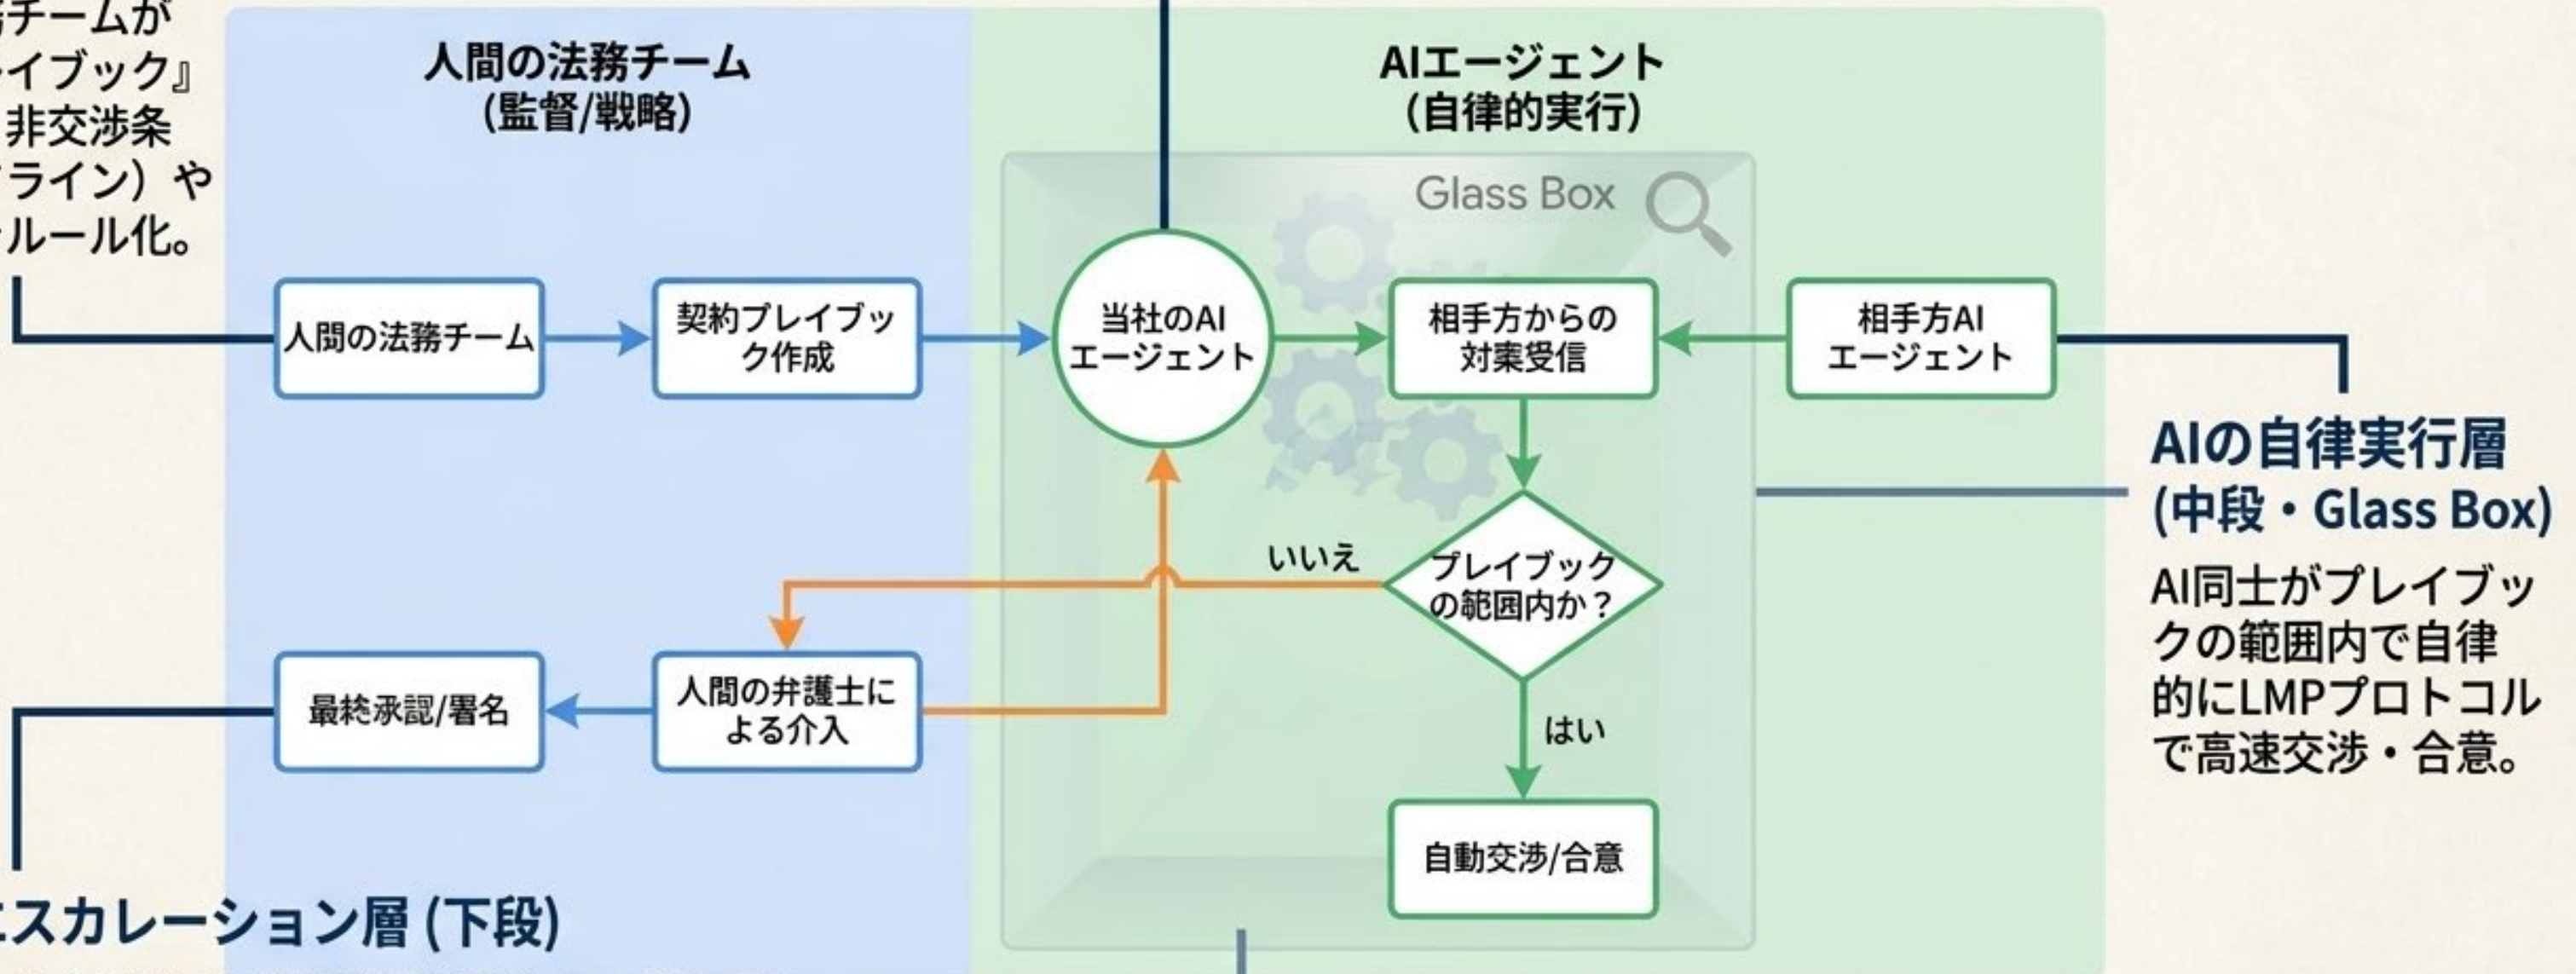 チームが
イブック』
非交渉条
ライン）や
ルール化。
人間の法務チーム
(監督/戦略)
AIエージェント
(自律的実行)
Glass Box
人間の法務チーム
契約プレイブッ
ク作成
当社のAI
エージェント
相手方からの
対案受信
相手方AI
エージェント
AIの自律実行層
(中段・Glass Box)
AI同士がプレイブッ
クの範囲内で自律
的にLMPプロトコル
で高速交渉・合意。
いいえ
プレイブック
の範囲内か？
最終承認/署名
人間の弁護士に
よる介入
はい
自動交渉/合意
エスカレーション層 (下段)